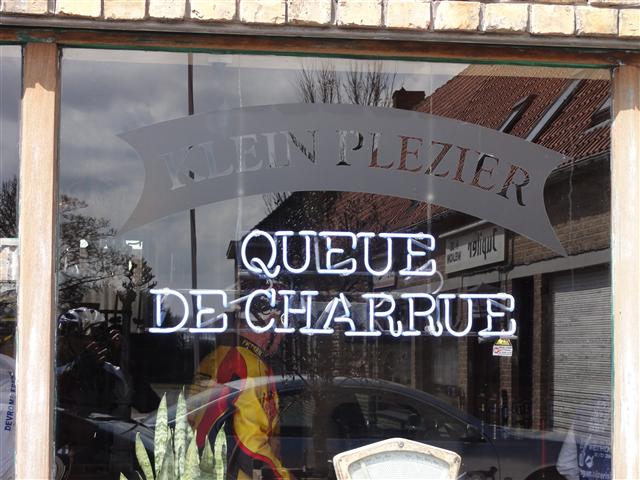 KLEIN PLEZIER
QUEUE
DE CHARRUE